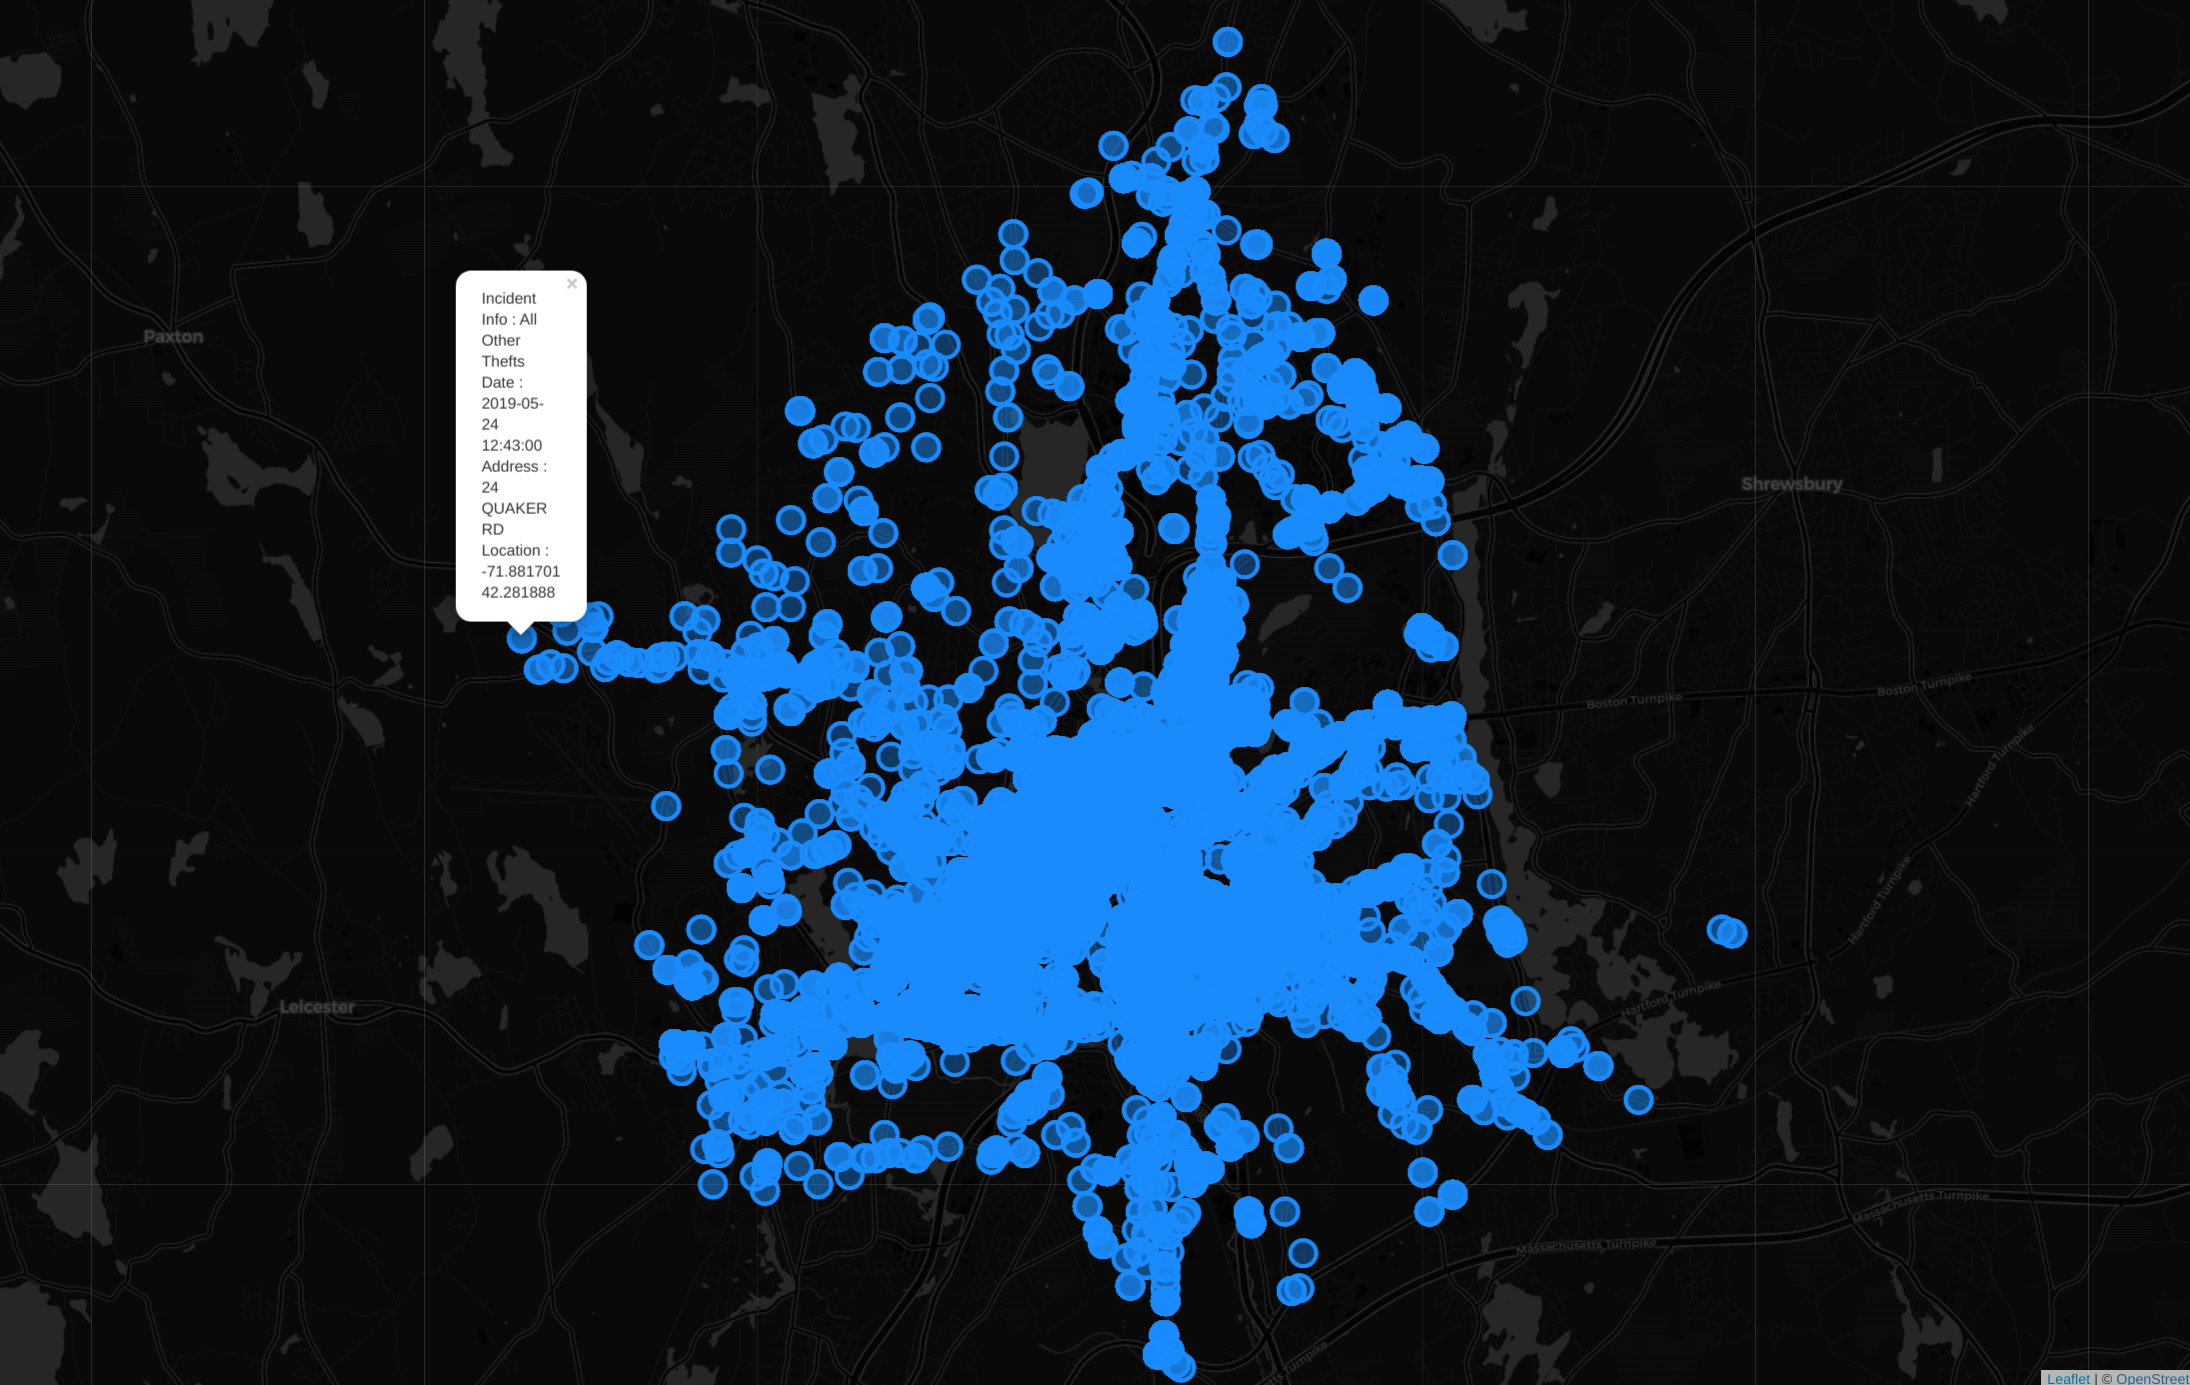 Incident
Info : All
Other
Thefts
Date :
2019-05-
24
12:43:00
Address :
24
QUAKER
RD
Location :
-71.881701
42.281888
×
Paxton
Shrewsbury
Boston Turnpike
Boston Turnpike
Hartford Turnpike
Hartford Turnpike
Hartford Turnpike
Leicester
Massachusetts Turnpike
Massachusetts Turnpike
tts Turnpike
Leaflet | © OpenStreet